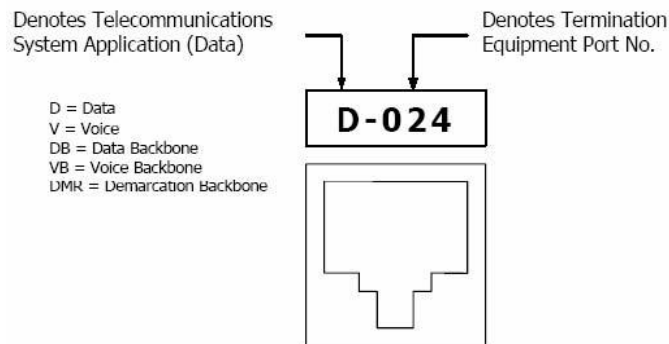 Denotes Telecommunications
System Application (Data)
Denotes Termination
Equipment Port No.
D = Data
V = Voice
DB = Data Backbone
VB = Voice Backbone
DMR = Demarcation Backbone
D-024